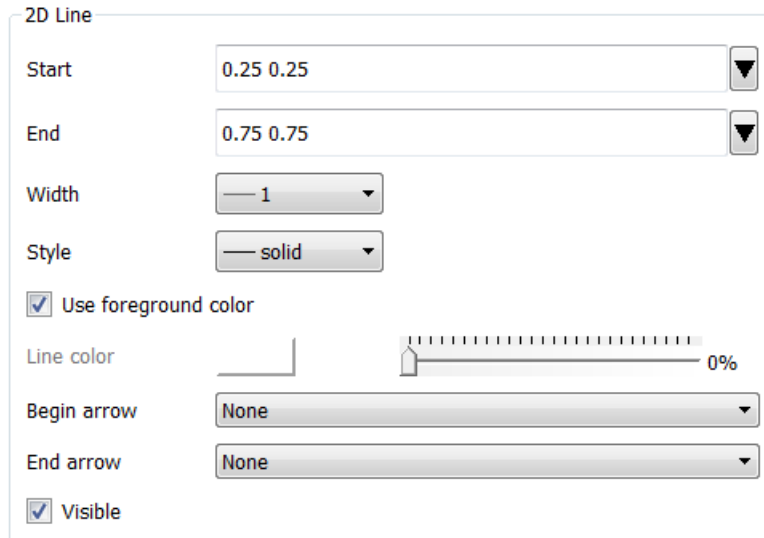 2D Line
Start 0.25 0.25
End 0.75 0.75
Width 1
Style solid
Use foreground color
Line color 0%
Begin arrow None
End arrow None
Visible